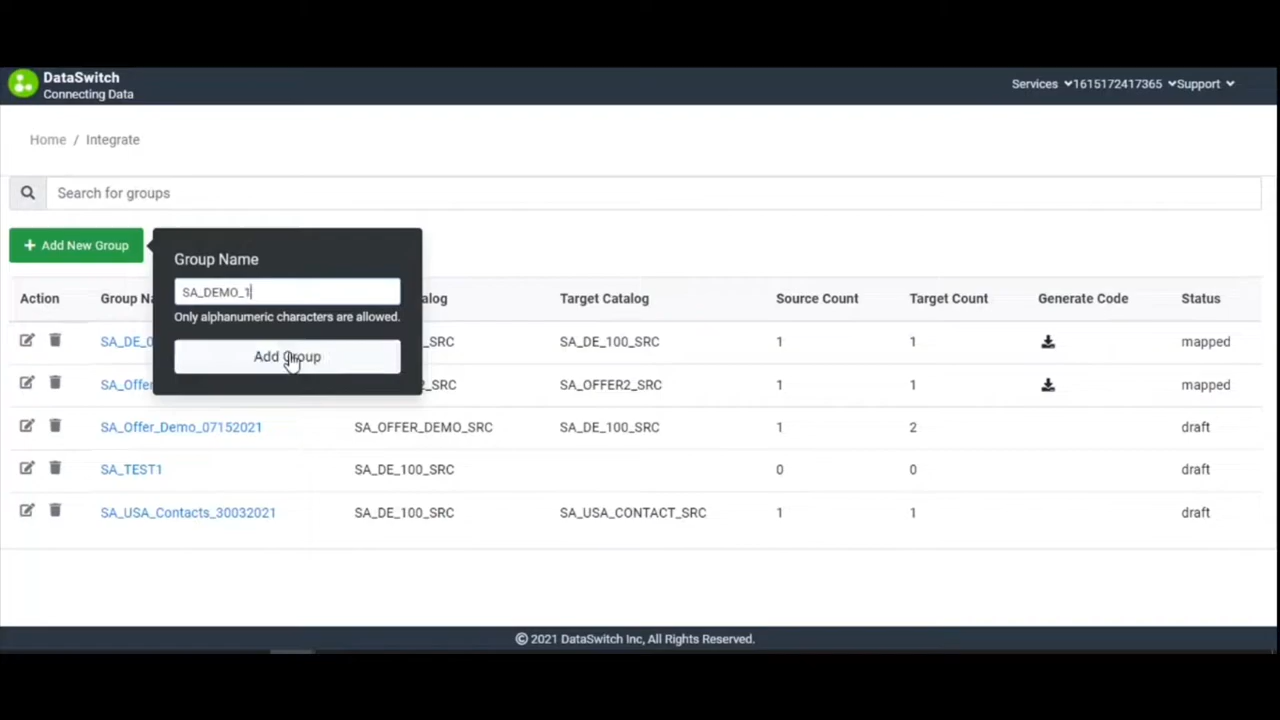 DataSwitch
Connecting Data
Services 1615172417365 Support
Home / Integrate
Search for groups
+ Add New Group
Group Name
SA_DEMO_1
Only alphanumeric characters are allowed.
Add Group
Action Group Na alog Target Catalog Source Count Target Count Generate Code Status
SA_DE_0 _SRC SA_DE_100_SRC 1 1 mapped
SA_Offer 2_SRC SA_OFFER2_SRC 1 1 mapped
SA_Offer_Demo_07152021 SA_OFFER_DEMO_SRC SA_DE_100_SRC 1 2 draft
SA_TEST1 SA_DE_100_SRC 0 0 draft
SA_USA_Contacts_30032021 SA_DE_100_SRC SA_USA_CONTACT_SRC 1 1 draft
© 2021 DataSwitch Inc, All Rights Reserved.